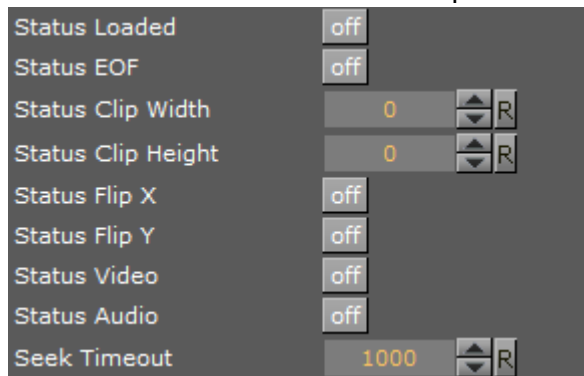 Status Loaded off
Status EOF off
Status Clip Width 0 R
Status Clip Height 0 R
Status Flip X off
Status Flip Y off
Status Video off
Status Audio off
Seek Timeout 1000 R